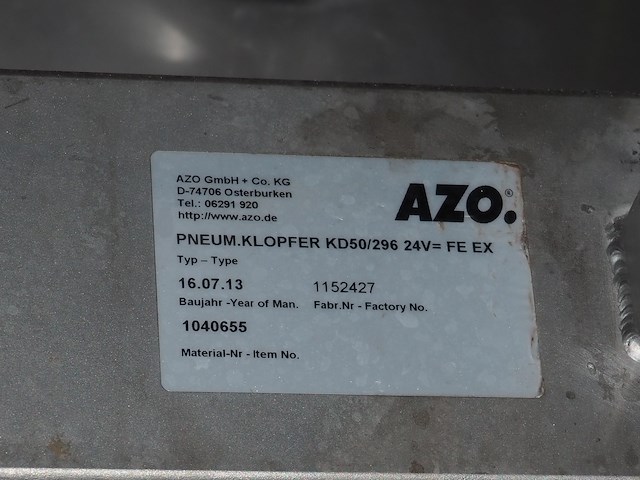 AZO GmbH + Co. KG
D-74706 Osterburken
Tel.: 06291 920
http://www.azo.de
AZO.®
PNEUM.KLOPFER KD50/296 24V= FE EX
Typ – Type
16.07.13 1152427
Baujahr -Year of Man. Fabr.Nr - Factory No.
1040655
Material-Nr - Item No.